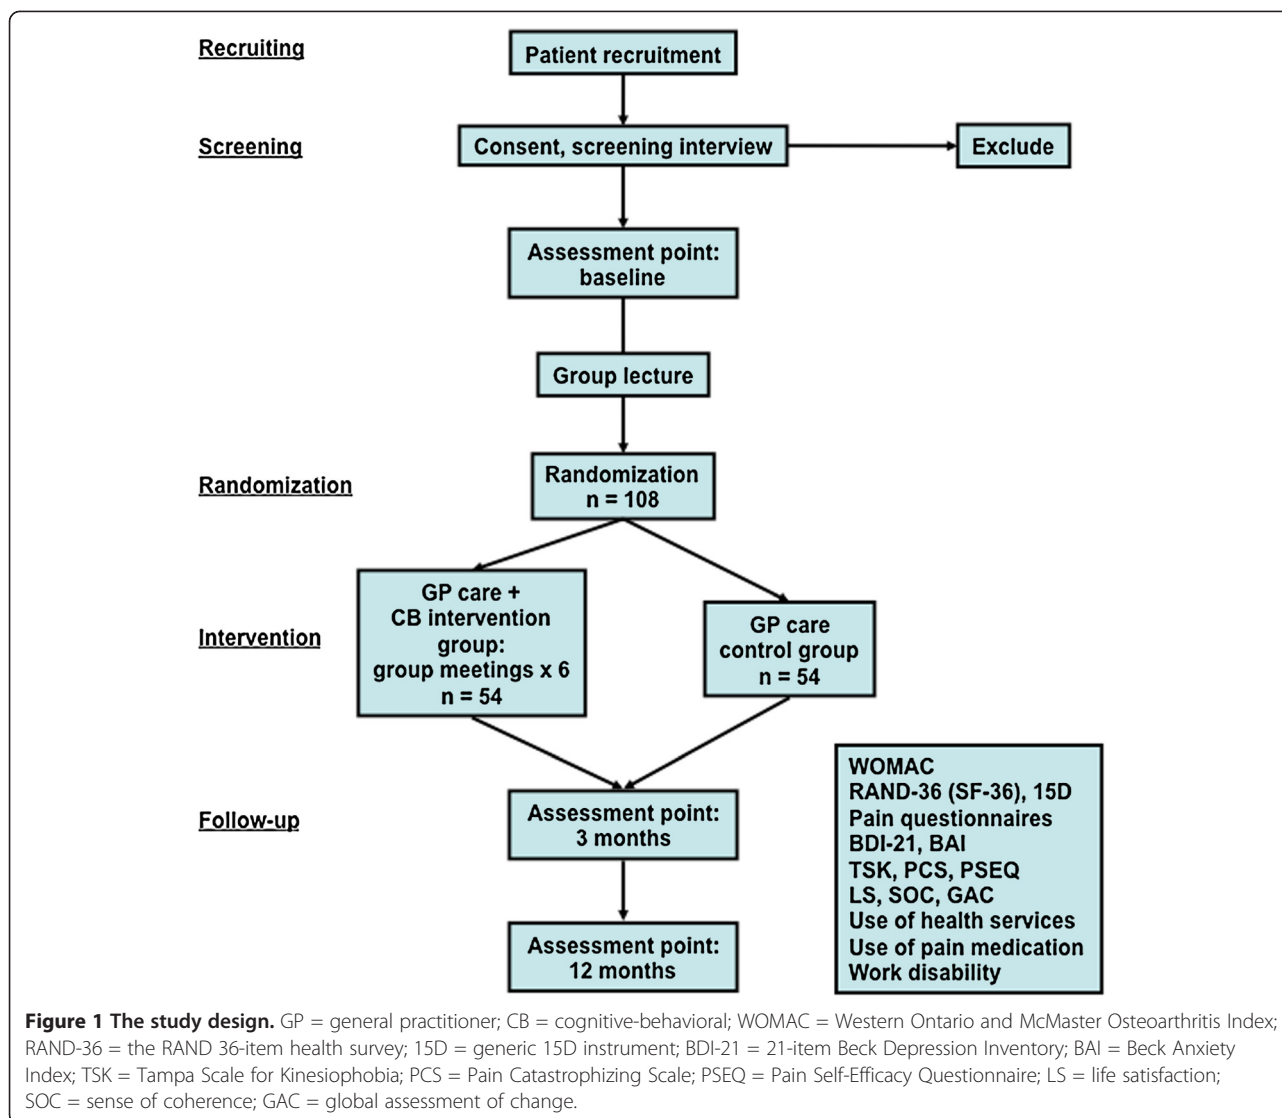 Recruiting
Patient recruitment
Screening
Consent, screening interview
Exclude
Assessment point:
baseline
Group lecture
Randomization
Randomization
n = 108
Intervention
GP care +
CB intervention
group:
group meetings x 6
n = 54
GP care
control group
n = 54
Follow-up
Assessment point:
3 months
Assessment point:
12 months
WOMAC
RAND-36 (SF-36), 15D
Pain questionnaires
BDI-21, BAI
TSK, PCS, PSEQ
LS, SOC, GAC
Use of health services
Use of pain medication
Work disability
Figure 1 The study design. GP = general practitioner; CB = cognitive-behavioral; WOMAC = Western Ontario and McMaster Osteoarthritis Index;
RAND-36 = the RAND 36-item health survey; 15D = generic 15D instrument; BDI-21 = 21-item Beck Depression Inventory; BAI = Beck Anxiety
Index; TSK = Tampa Scale for Kinesiophobia; PCS = Pain Catastrophizing Scale; PSEQ = Pain Self-Efficacy Questionnaire; LS = life satisfaction;
SOC = sense of coherence; GAC = global assessment of change.